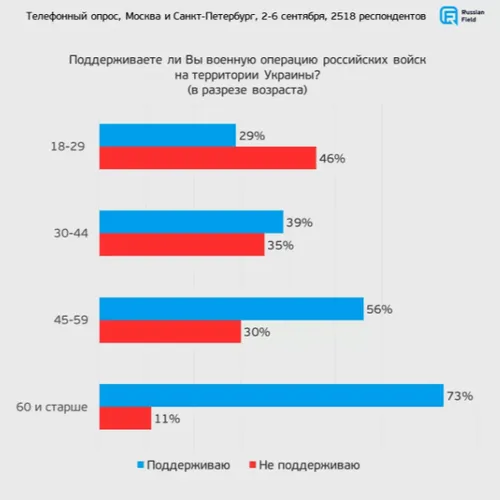 Телефонный опрос, Москва и Санкт-Петербург, 2-6 сентября, 2518 респондентов
Russian
Field
Поддерживаете ли Вы военную операцию российских войск
на территории Украины?
(в разрезе возраста)
18-29
29%
46%
30-44
39%
35%
45-59
56%
30%
60 и старше
73%
11%
Поддерживаю
Не поддерживаю